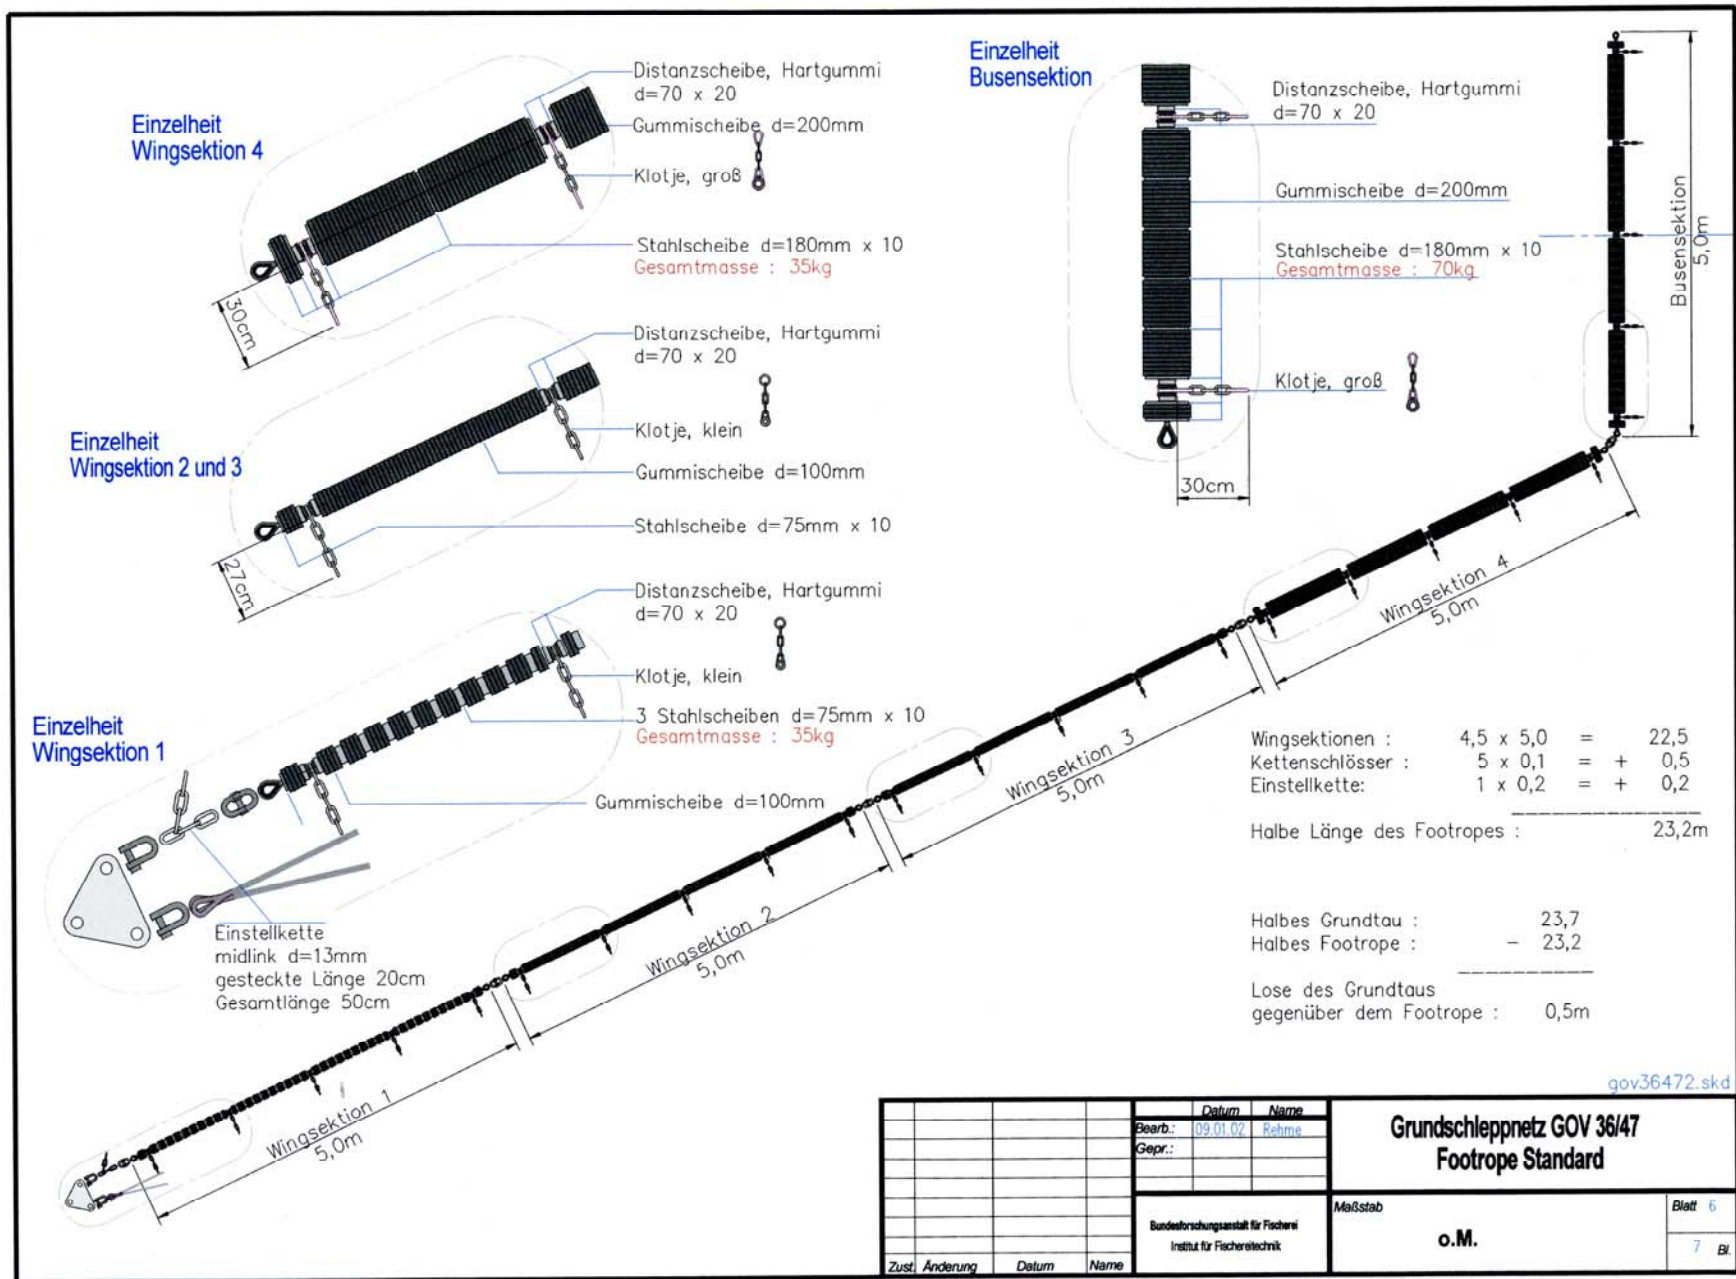 Einzelheit
Wingsektion 4
Distanzscheibe, Hartgummi
d=70 x 20
Gummischeibe d=200mm
Klotje, groß
Stahlscheibe d=180mm x 10
Gesamtmasse : 35kg
30cm
Einzelheit
Wingsektion 2 und 3
Distanzscheibe, Hartgummi
d=70 x 20
Klotje, klein
Gummischeibe d=100mm
Stahlscheibe d=75mm x 10
27cm
Einzelheit
Wingsektion 1
Distanzscheibe, Hartgummi
d=70 x 20
Klotje, klein
3 Stahlscheiben d=75mm x 10
Gesamtmasse : 35kg
Gummischeibe d=100mm
Einstellkette
midlink d=13mm
gesteckte Länge 20cm
Gesamtlänge 50cm
Einzelheit
Busensektion
Distanzscheibe, Hartgummi
d=70 x 20
Gummischeibe d=200mm
Stahlscheibe d=180mm x 10
Gesamtmasse : 70kg
Klotje, groß
30cm
Busensektion
5,0m
Wingsektion 4
5,0m
Wingsektion 3
5,0m
Wingsektion 2
5,0m
Wingsektion 1
5,0m
Wingsektionen : 4,5 x 5,0 = 22,5
Kettenschlösser : 5 x 0,1 = + 0,5
Einstellkette: 1 x 0,2 = + 0,2
Halbe Länge des Footropes : 23,2m
Halbes Grundtau : 23,7
Halbes Footrope : - 23,2
Lose des Grundtaus
gegenüber dem Footrope : 0,5m
gov36472.skd
Datum Name
Bearb.: 09.01.02 Rehme
Gepr.:
Grundschleppnetz GOV 36/47
Footrope Standard
Bundesforschungsanstalt für Fischerei
Institut für Fischereitechnik
Maßstab
o.M.
Blatt 6
7 Bl.
Zust. Änderung Datum Name